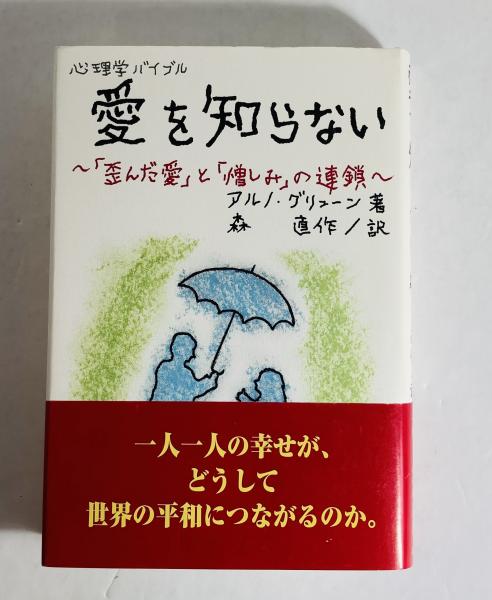 心理学バイブル
愛を知らない
～「歪んだ愛」と「憎しみ」の連鎖～
アルノ・グリューン 著
森 直作／訳
一人一人の幸せが、
どうして
世界の平和につながるのか。